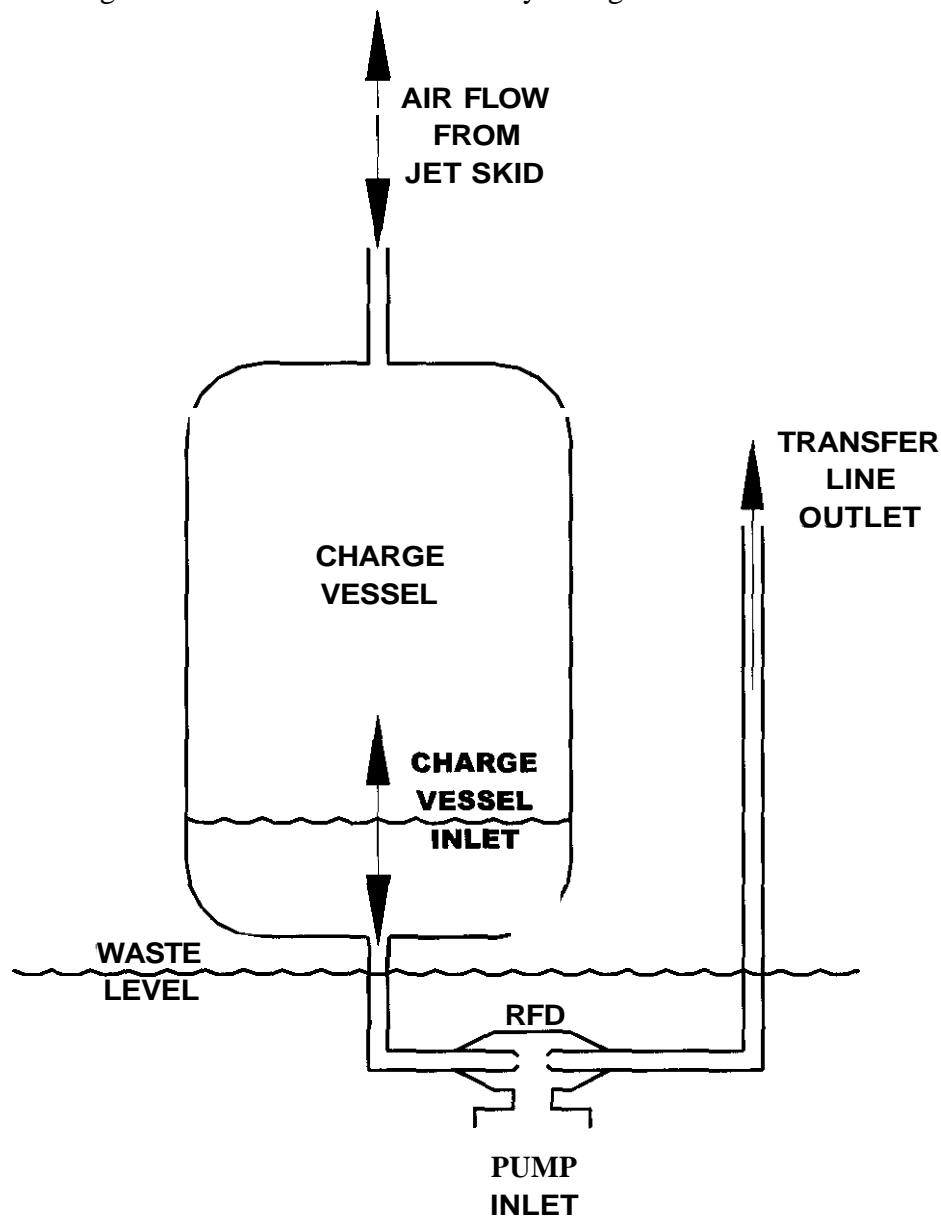 AIR FLOW
FROM
JET SKID
TRANSFER
LINE
OUTLET
CHARGE
VESSEL
CHARGE
VESSEL
INLET
WASTE
LEVEL
RFD
PUMP
INLET